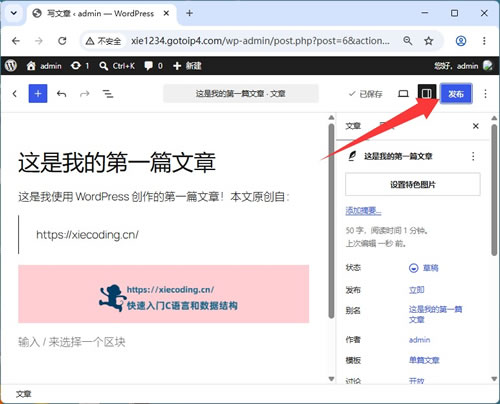 写文章 ‹ admin — WordPress
不安全
xie1234.gotoip4.com/wp-admin/post.php?post=6&action...
admin
1
Ctrl+K
0
新建
您好, admin
这是我的第一篇文章 · 文章
已保存
发布
文章
这是我的第一篇文章
这是我的第一篇文章
设置特色图片
这是我使用 WordPress 创作的第一篇文章！本文原创自：
添加摘要...
50 字，阅读时间 1 分钟。
上次编辑 一秒 前。
https://xiecoding.cn/
状态
草稿
发布
立即
https://xiecoding.cn/
快速入门C语言和数据结构
别名
这是我的第一篇
文章
作者
admin
输入 / 来选择一个区块
模板
单篇文章
讨论
开放
文章